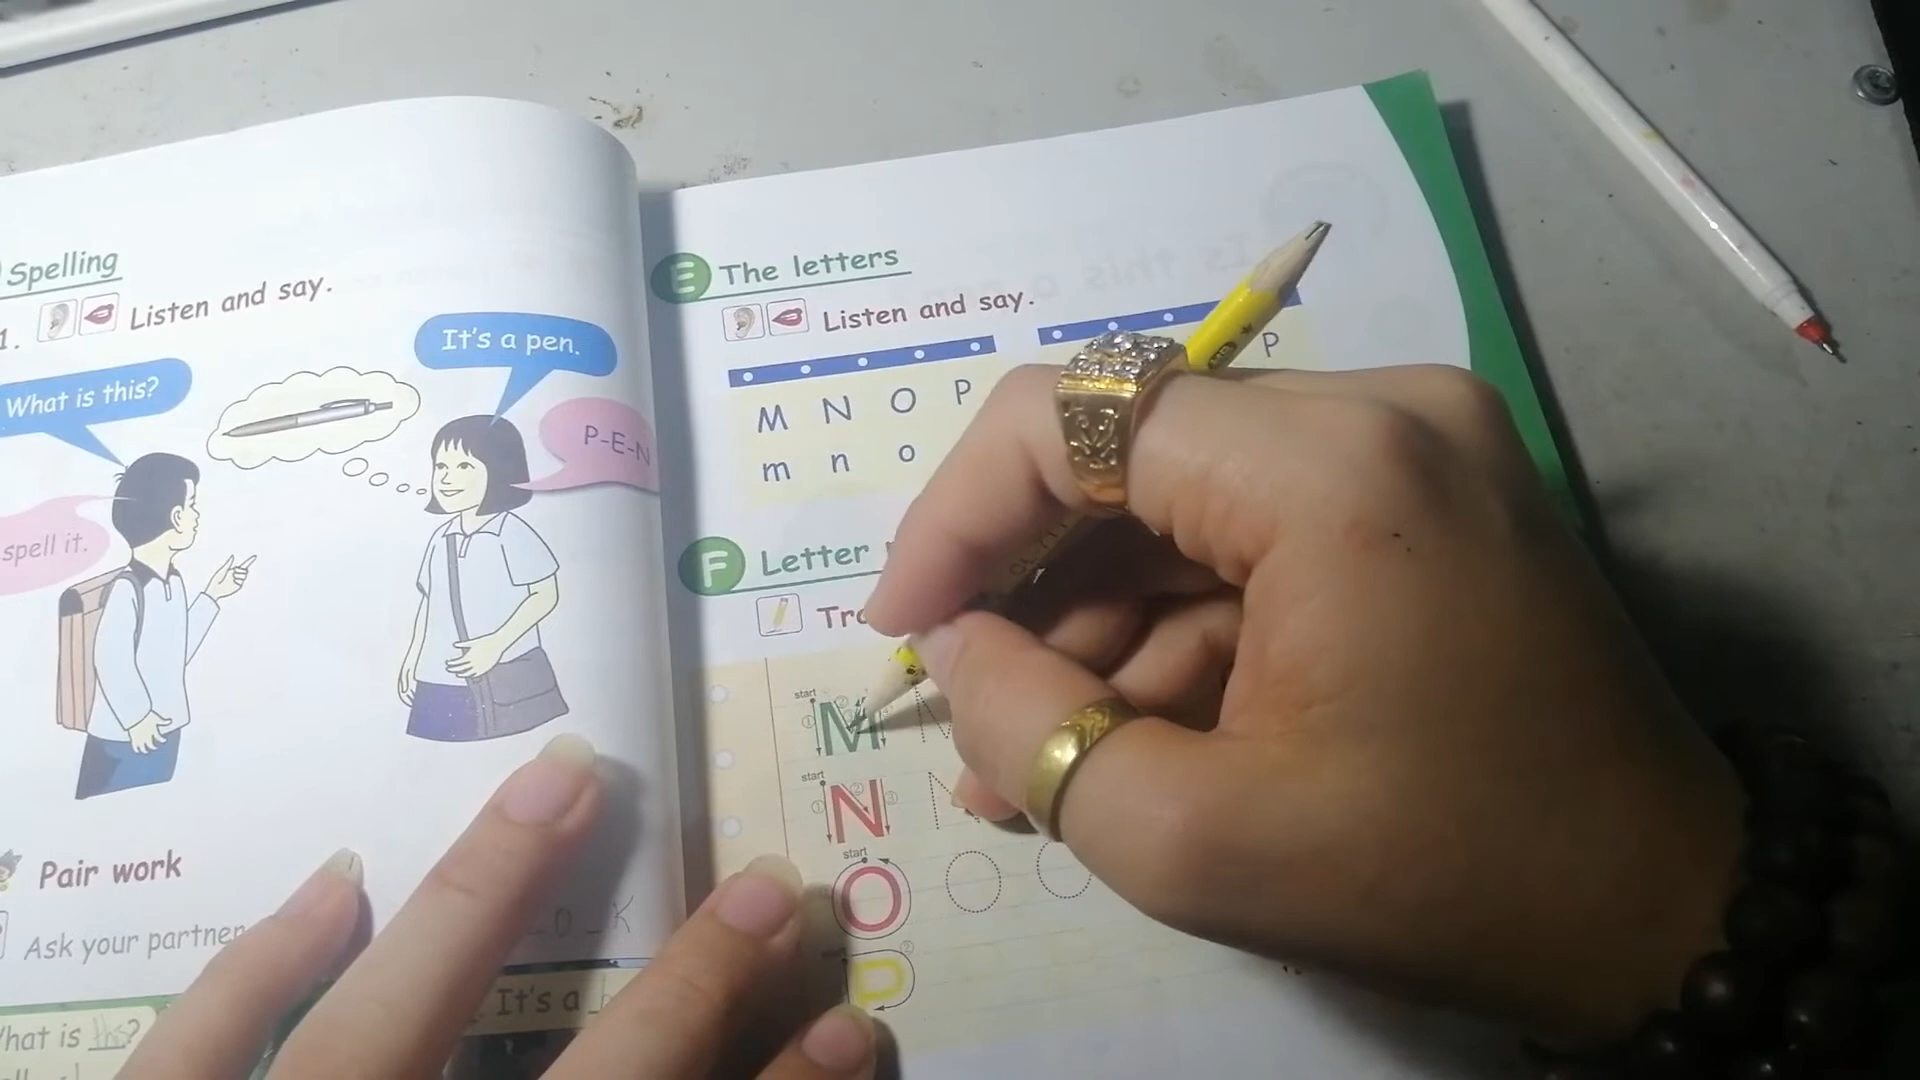 Spelling
1. Listen and say.
What is this?
It's a pen.
P-E-N
spell it.
Pair work
Ask your partner
O K
It's a
What is this?
E The letters
Listen and say.
M N O P
P
m n o
F Letter
start
M
start
N
start
O
P